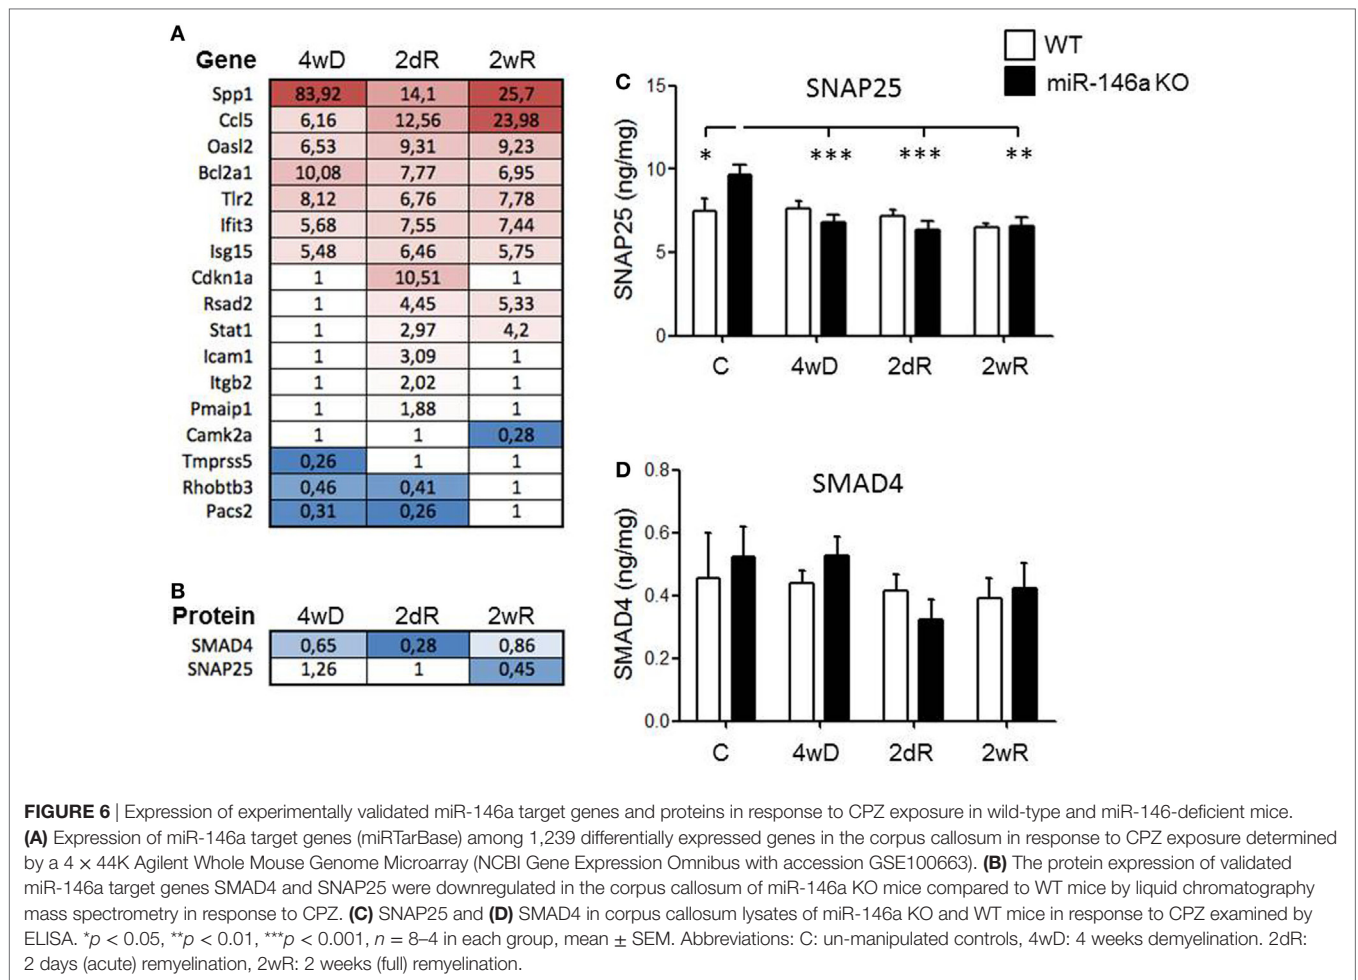 A
Gene 4wD 2dR 2wR
Spp1 83,92 14,1 25,7
Ccl5 6,16 12,56 23,98
Oasl2 6,53 9,31 9,23
Bcl2a1 10,08 7,77 6,95
Tlr2 8,12 6,76 7,78
Ifit3 5,68 7,55 7,44
Isg15 5,48 6,46 5,75
Cdkn1a 1 10,51 1
Rsad2 1 4,45 5,33
Stat1 1 2,97 4,2
Icam1 1 3,09 1
Itgb2 1 2,02 1
Pmaip1 1 1,88 1
Camk2a 1 1 0,28
Tmprss5 0,26 1 1
Rhobtb3 0,46 0,41 1
Pacs2 0,31 0,26 1
B
Protein 4wD 2dR 2wR
SMAD4 0,65 0,28 0,86
SNAP25 1,26 1 0,45
WT
miR-146a KO
C
SNAP25
SNAP25 (ng/mg)
15
10
5
0
* *** *** **
C 4wD 2dR 2wR
D
SMAD4
SMAD4 (ng/mg)
0.8
0.6
0.4
0.2
0.0
C 4wD 2dR 2wR
FIGURE 6 | Expression of experimentally validated miR-146a target genes and proteins in response to CPZ exposure in wild-type and miR-146-deficient mice.
(A) Expression of miR-146a target genes (miRTarBase) among 1,239 differentially expressed genes in the corpus callosum in response to CPZ exposure determined
by a 4 × 44K Agilent Whole Mouse Genome Microarray (NCBI Gene Expression Omnibus with accession GSE100663). (B) The protein expression of validated
miR-146a target genes SMAD4 and SNAP25 were downregulated in the corpus callosum of miR-146a KO mice compared to WT mice by liquid chromatography
mass spectrometry in response to CPZ. (C) SNAP25 and (D) SMAD4 in corpus callosum lysates of miR-146a KO and WT mice in response to CPZ examined by
ELISA. *p < 0.05, **p < 0.01, ***p < 0.001, n = 8–4 in each group, mean ± SEM. Abbreviations: C: un-manipulated controls, 4wD: 4 weeks demyelination. 2dR:
2 days (acute) remyelination, 2wR: 2 weeks (full) remyelination.